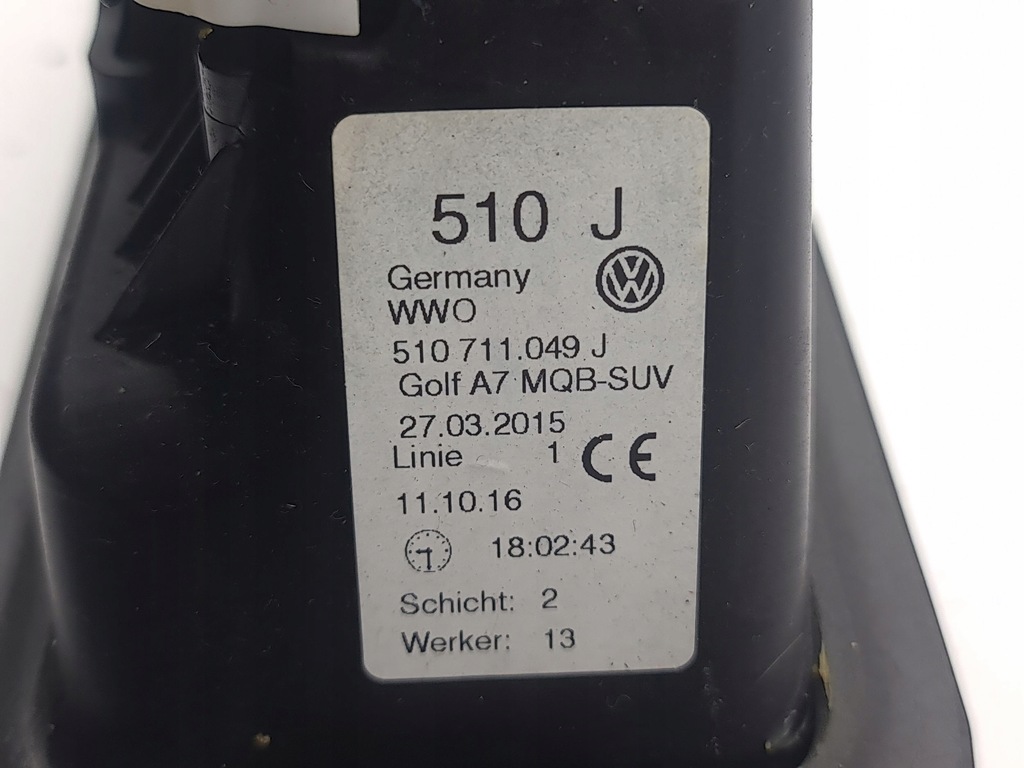 510 J
Germany
WWO
510 711.049 J
Golf A7 MQB-SUV
27.03.2015
Linie 1 CE
11.10.16
18:02:43
Schicht: 2
Werker: 13